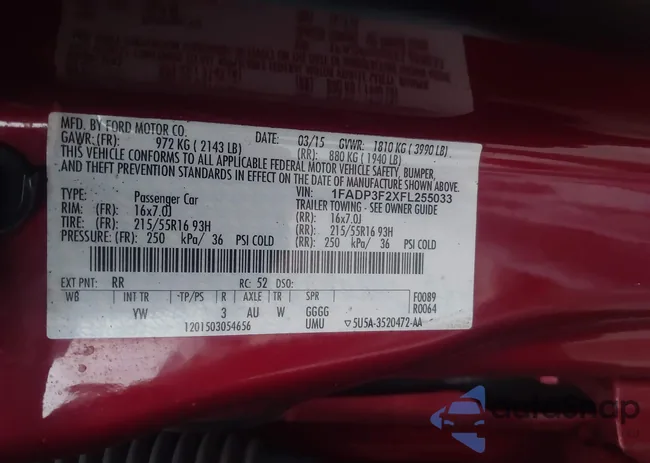 MFD. BY FORD MOTOR CO. DATE: 03/15 GVWR: 1810 KG ( 3990 LB)
GAWR: (FR): 972 KG ( 2143 LB) (RR): 880 KG ( 1940 LB)
THIS VEHICLE CONFORMS TO ALL APPLICABLE FEDERAL MOTOR VEHICLE SAFETY, BUMPER,
AND THEFT PREVENTION STANDARDS IN EFFECT ON THE DATE OF MANUFACTURE SHOWN ABOVE.
VIN: 1FADP3F2XFL255033
TYPE: Passenger Car TRAILER TOWING - SEE OWNER GUIDE
RIM: (FR) 16x7.0J (RR): 16x7.0J
TIRE: (FR) 215/55R16 93H (RR): 215/55R16 93H
PRESSURE: (FR) 250 kPa/ 36 PSI COLD (RR): 250 kPa/ 36 PSI COLD
EXT PNT: RR RC: 52 DSO:
WB INT TR TP/PS R AXLE TR SPR F0089
YW 3 AU W GGGG R0064
1201503054656 UMU ▽5U5A-3520472-AA
autosnap